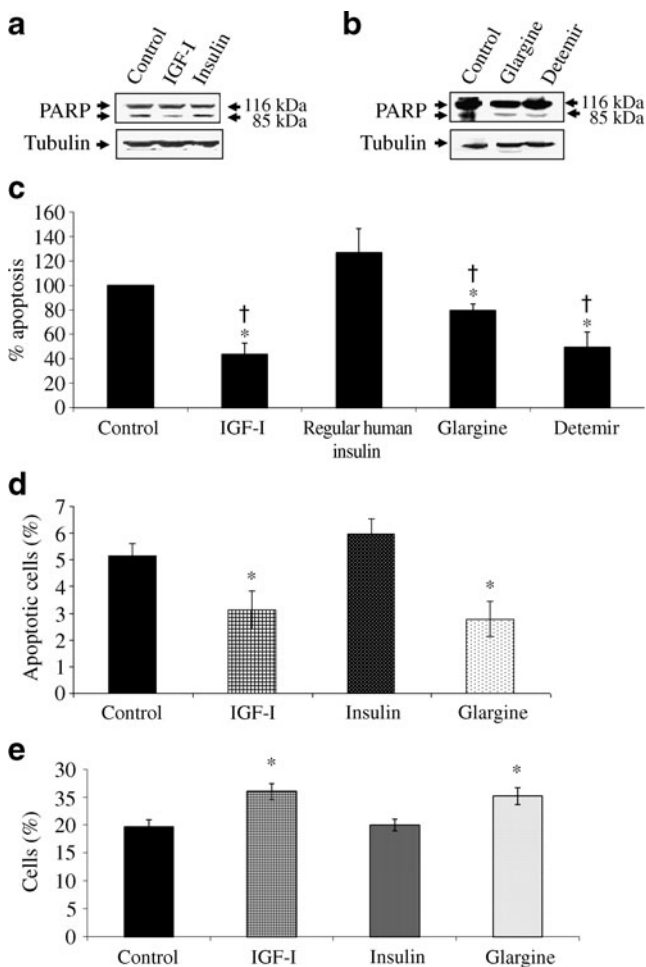 a
Control
IGF-I
Insulin
PARP
116 kDa
85 kDa
Tubulin
b
Control
Glargine
Detemir
PARP
116 kDa
85 kDa
Tubulin
c
% apoptosis
160
140
120
100
80
60
40
20
0
†
*
†
*
†
*
Control
IGF-I
Regular human
insulin
Glargine
Detemir
d
Apoptotic cells (%)
7
6
5
4
3
2
1
0
*
*
Control
IGF-I
Insulin
Glargine
e
Cells (%)
30
35
20
15
10
5
0
*
*
Control
IGF-I
Insulin
Glargine